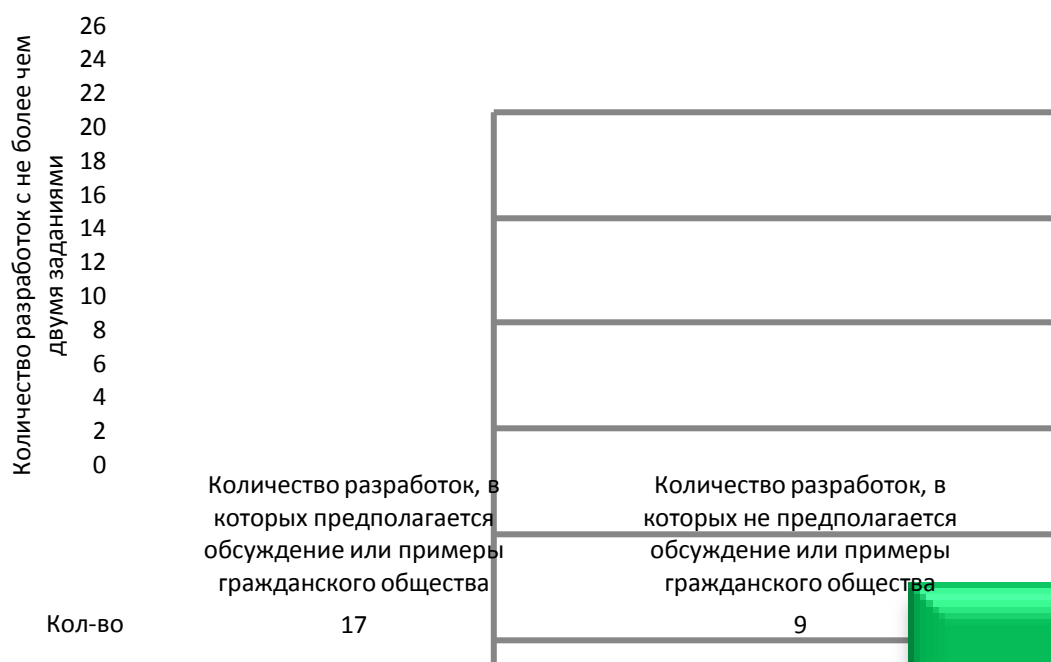 Количество разработок с не более чем
двумя заданиями
26
24
22
20
18
16
14
12
10
8
6
4
2
0
Количество разработок, в
которых предполагается
обсуждение или примеры
гражданского общества
Количество разработок, в
которых не предполагается
обсуждение или примеры
гражданского общества
Кол-во 17 9